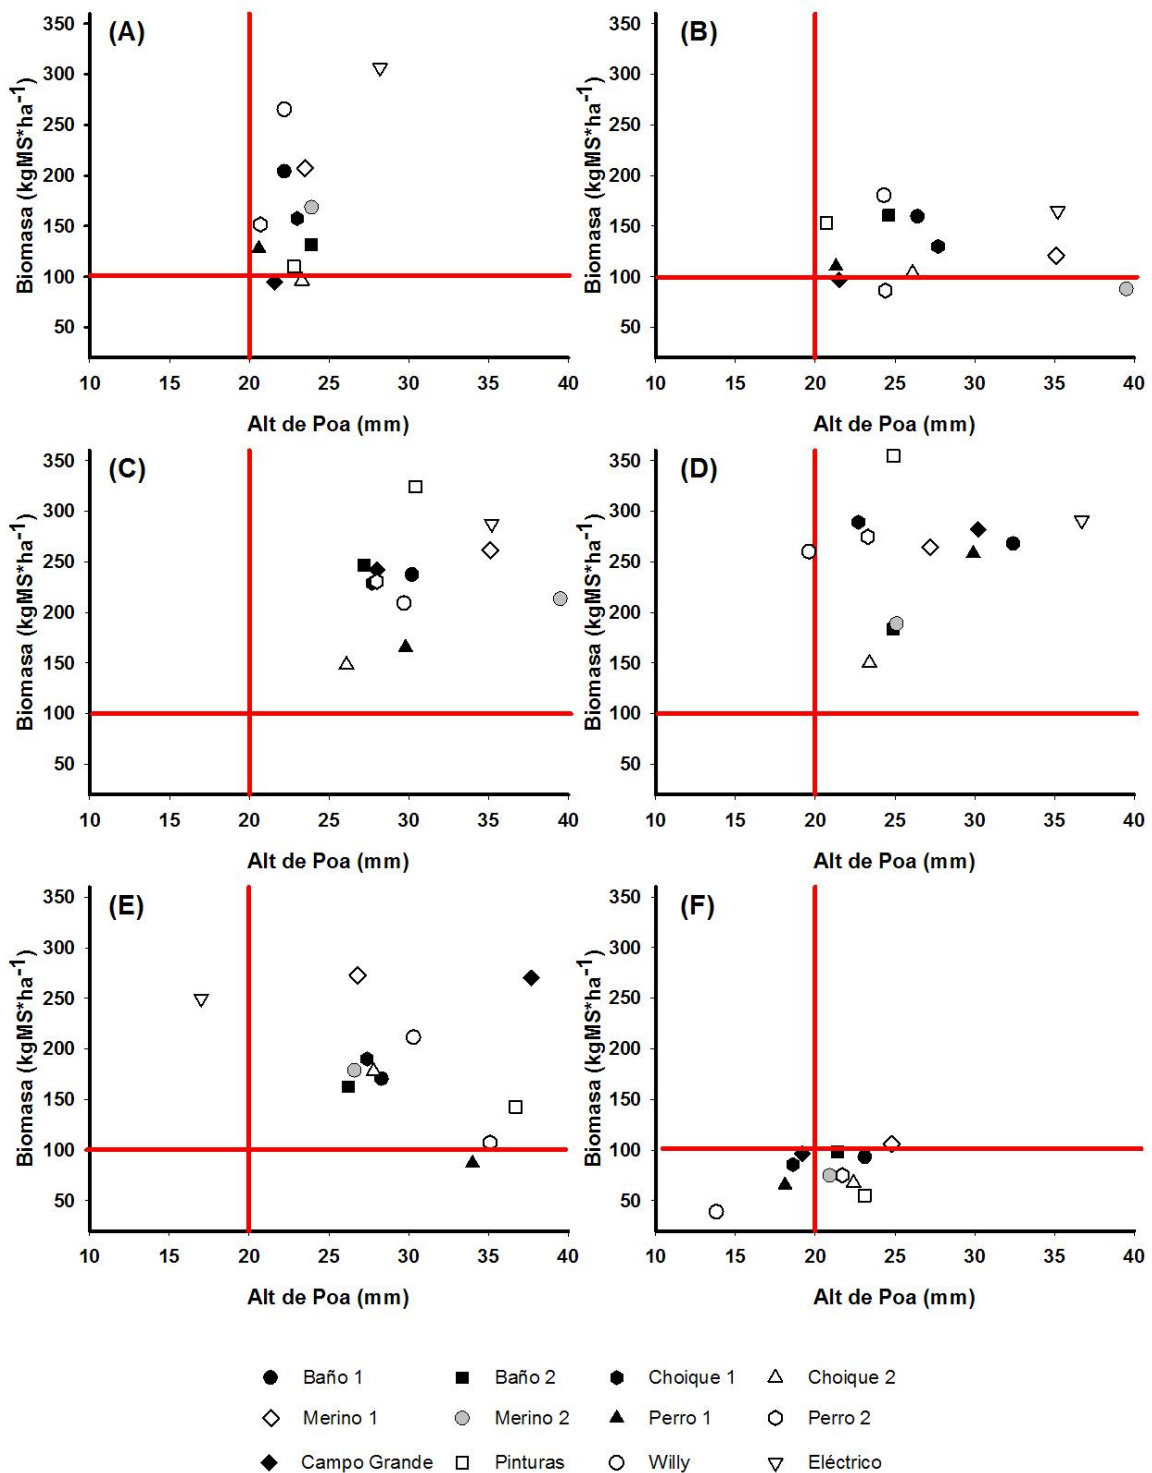 (A)
350
300
250
200
150
100
50
Biomasa (kgMS*ha-1)
10 15 20 25 30 35 40
Alt de Poa (mm)
(B)
350
300
250
200
150
100
50
Biomasa (kgMS*ha-1)
10 15 20 25 30 35 40
Alt de Poa (mm)
(C)
350
300
250
200
150
100
50
Biomasa (kgMS*ha-1)
10 15 20 25 30 35 40
Alt de Poa (mm)
(D)
350
300
250
200
150
100
50
Biomasa (kgMS*ha-1)
10 15 20 25 30 35 40
Alt de Poa (mm)
(E)
350
300
250
200
150
100
50
Biomasa (kgMS*ha-1)
10 15 20 25 30 35 40
Alt de Poa (mm)
(F)
350
300
250
200
150
100
50
Biomasa (kgMS*ha-1)
10 15 20 25 30 35 40
Alt de Poa (mm)
Baño 1 Baño 2 Choique 1 Choique 2
Merino 1 Merino 2 Perro 1 Perro 2
Campo Grande Pinturas Willy Eléctrico